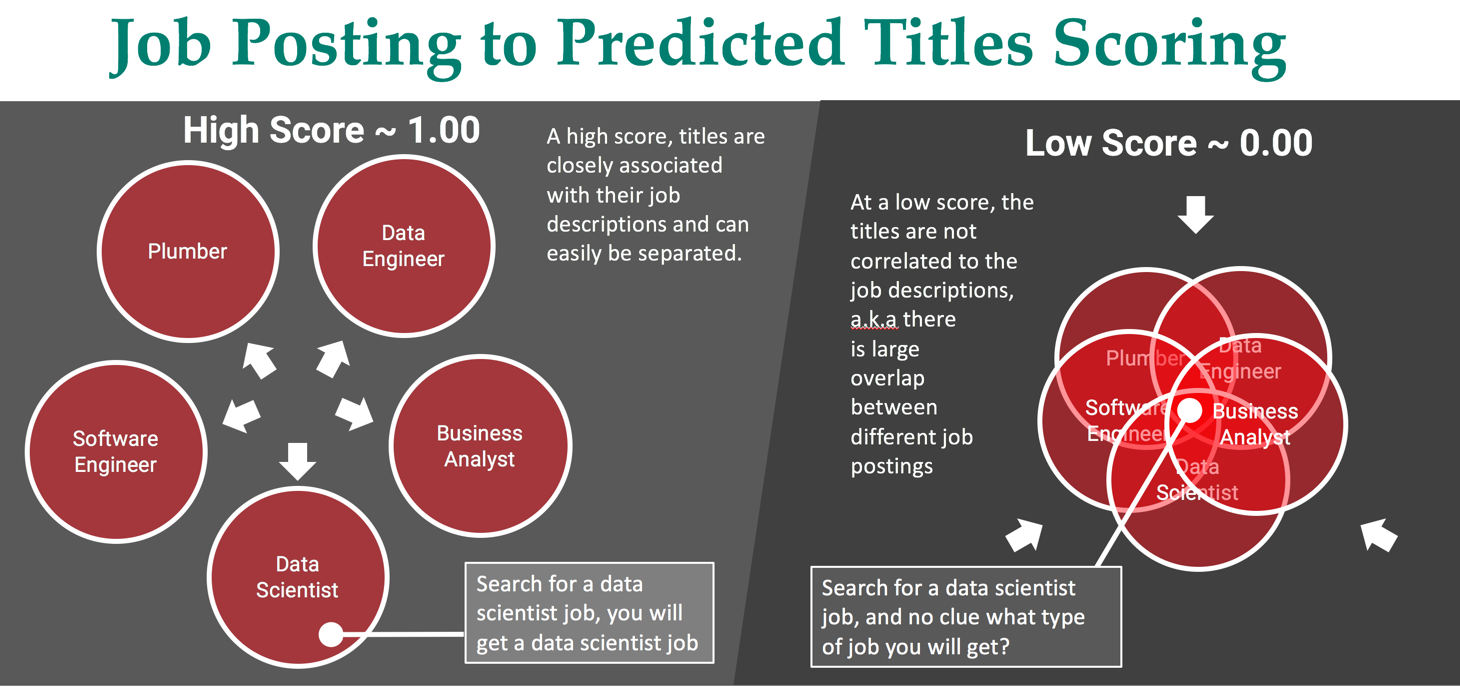 Job Posting to Predicted Titles Scoring
High Score ~ 1.00
A high score, titles are
closely associated
with their job
descriptions and can
easily be separated.
Plumber
Data
Engineer
Software
Engineer
Business
Analyst
Data
Scientist
Search for a data
scientist job, you will
get a data scientist job
Low Score ~ 0.00
At a low score, the
titles are not
correlated to the
job descriptions,
a.k.a there
is large
overlap
between
different job
postings
Plumber
Data
Engineer
Software
Engineer
Business
Analyst
Data
Scientist
Search for a data scientist
job, and no clue what type
of job you will get?